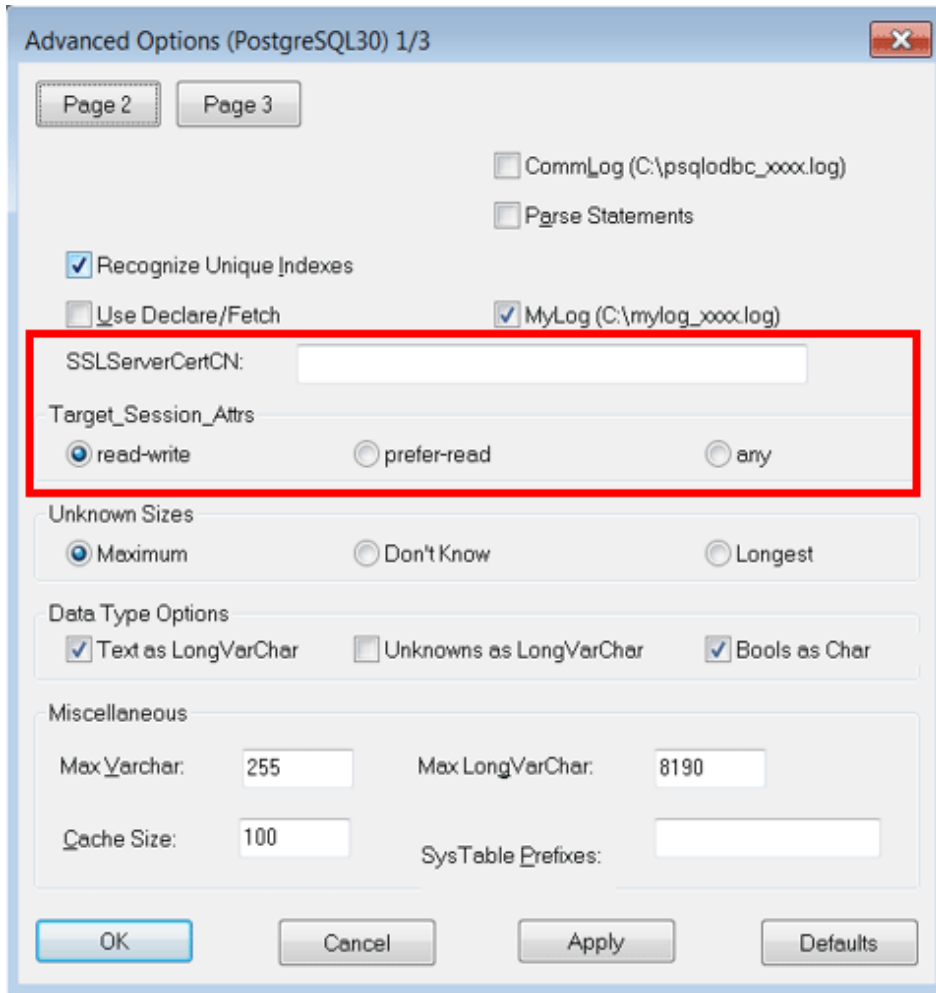 Advanced Options (PostgreSQL30) 1/3
Page 2 Page 3
CommLog (C:\psqlodbc_xxxx.log)
Parse Statements
Recognize Unique Indexes
Use Declare/Fetch MyLog (C:\mylog_xxxx.log)
SSLServerCertCN:
Target_Session_Attrs
read-write prefer-read any
Unknown Sizes
Maximum Don't Know Longest
Data Type Options
Text as LongVarChar Unknowns as LongVarChar Bools as Char
Miscellaneous
Max Varchar: 255 Max LongVarChar: 8190
Cache Size: 100 SysTable Prefixes:
OK Cancel Apply Defaults